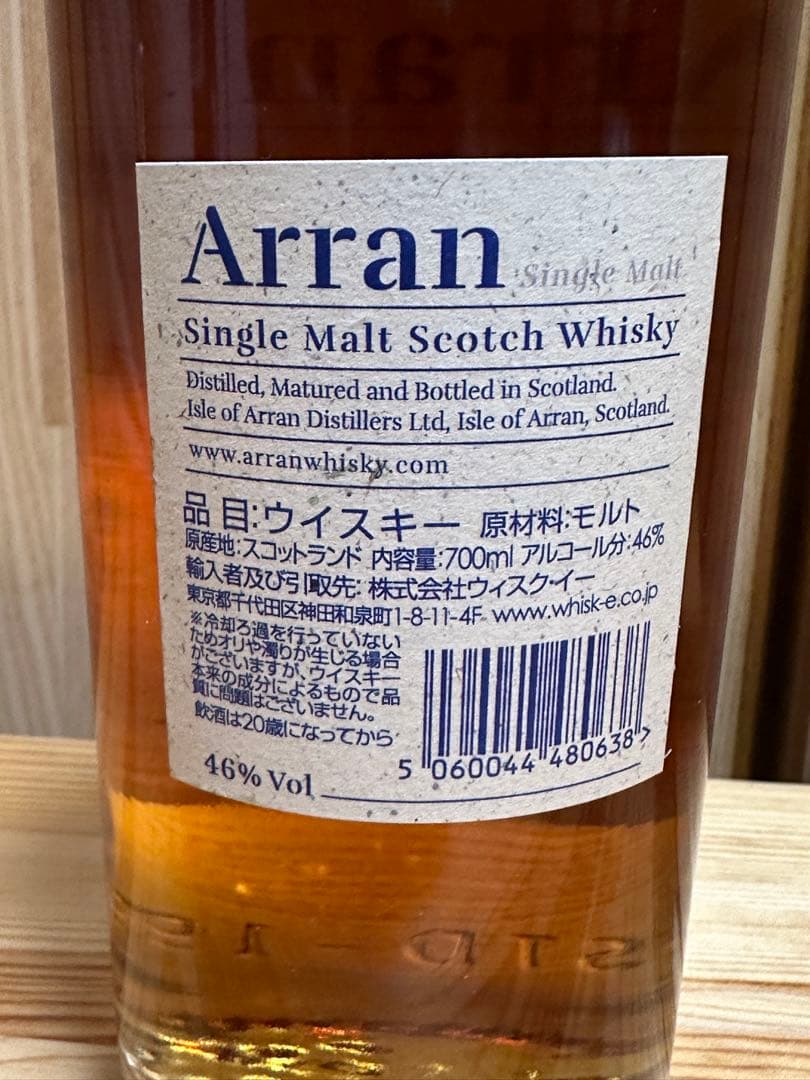 Arran Single Malt
Single Malt Scotch Whisky
Distilled, Matured and Bottled in Scotland.
Isle of Arran Distillers Ltd, Isle of Arran, Scotland.
www.arranwhisky.com
品目:ウイスキー 原材料:モルト
原産地:スコットランド 内容量:700ml アルコール分:46%
輸入者及び引取先: 株式会社ウィスク・イー
東京都千代田区神田和泉町1-8-11-4F www.whisk-e.co.jp
※冷却ろ過を行っていない
ためオリや濁りが生じる場合
がございますが、ウイスキー
本来の成分によるもので品
質に問題はございません。
飲酒は20歳になってから
5 060044 480638 >
46% Vol